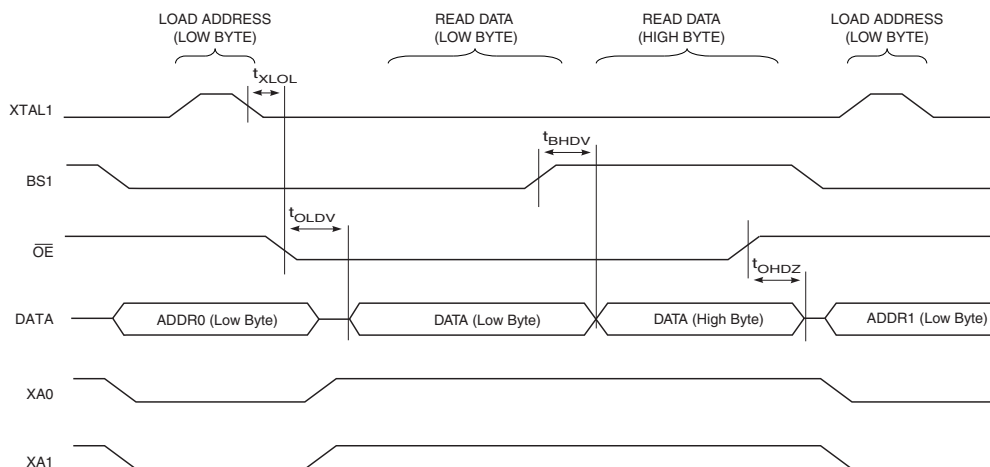 LOAD ADDRESS
(LOW BYTE)
READ DATA
(LOW BYTE)
READ DATA
(HIGH BYTE)
LOAD ADDRESS
(LOW BYTE)
tXLOL
XTAL1
tBHDV
BS1
tOLDV
OE
tOHDZ
DATA
ADDR0 (Low Byte)
DATA (Low Byte)
DATA (High Byte)
ADDR1 (Low Byte)
XA0
XA1